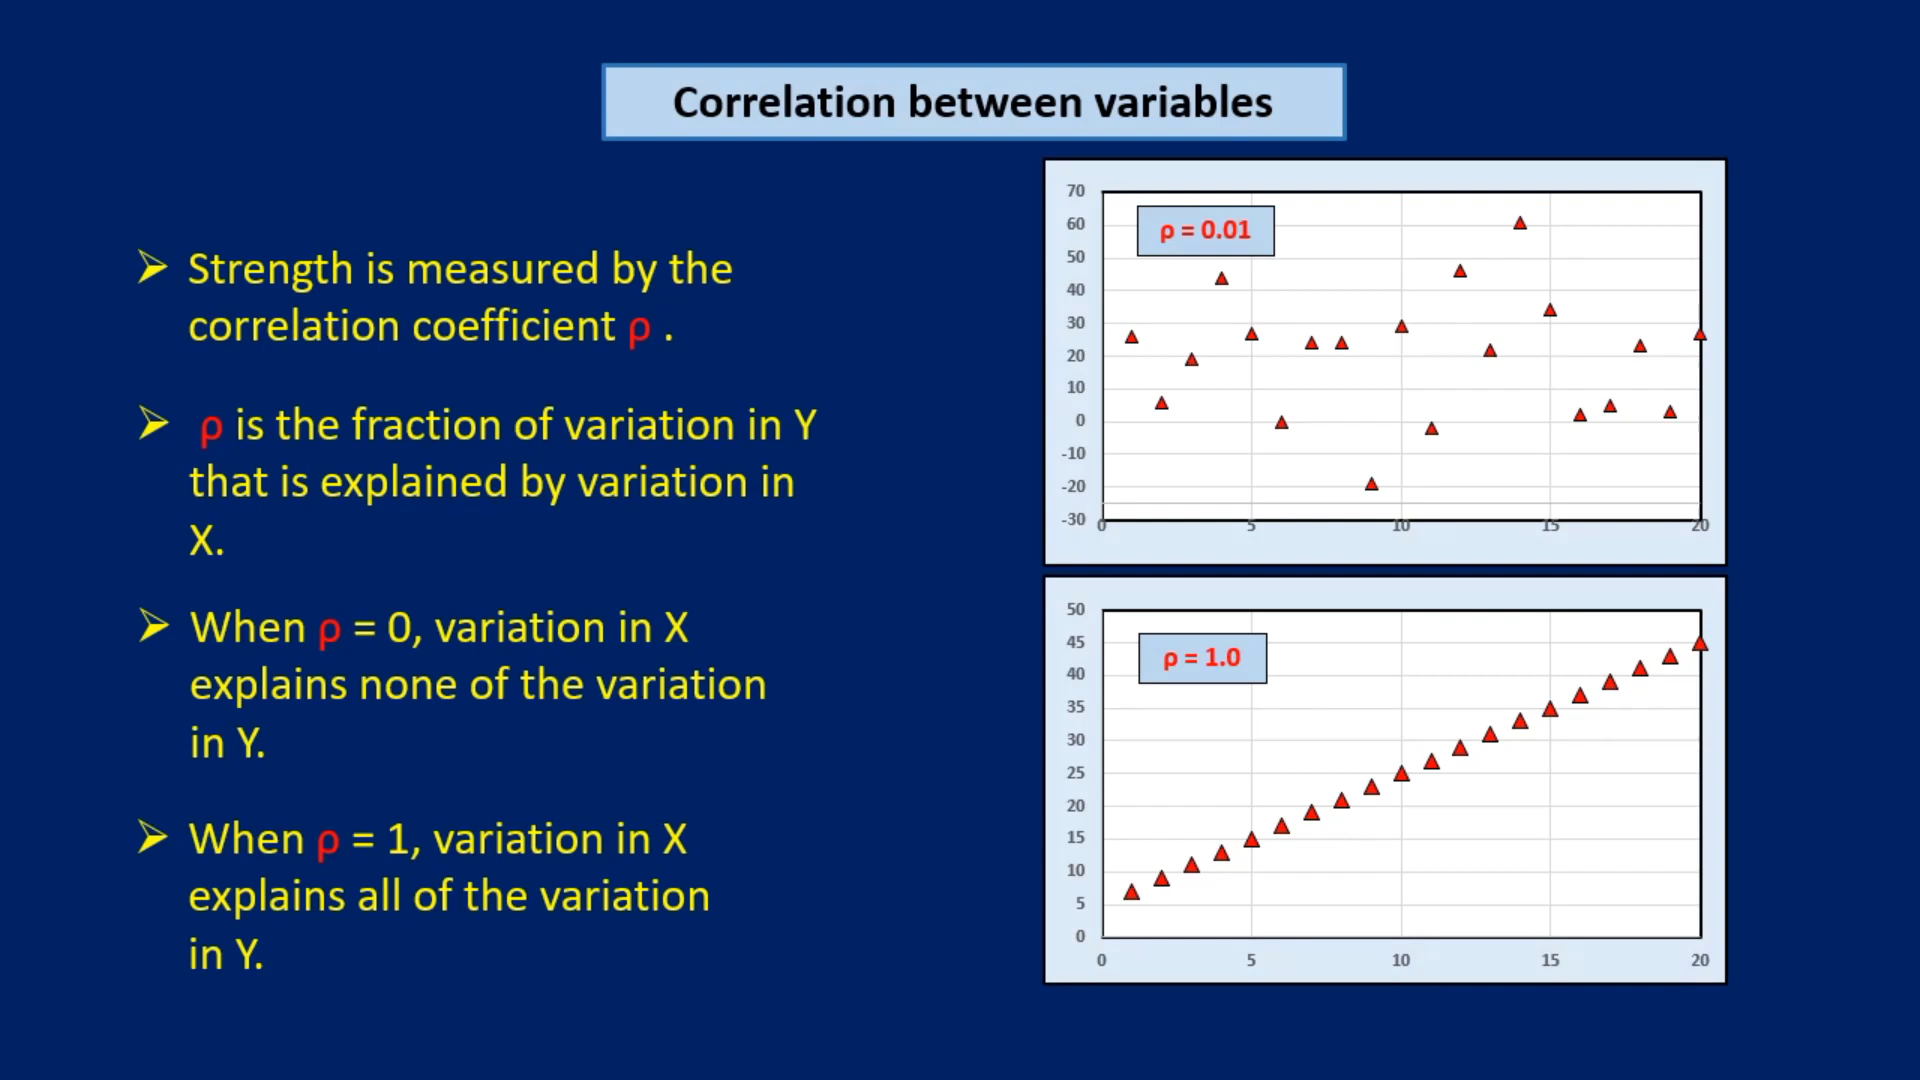 Correlation between variables
➢ Strength is measured by the
correlation coefficient ρ .
➢ ρ is the fraction of variation in Y
that is explained by variation in
X.
➢ When ρ = 0, variation in X
explains none of the variation
in Y.
➢ When ρ = 1, variation in X
explains all of the variation
in Y.
70
60
50
40
30
20
10
0
-10
-20
-30
ρ = 0.01
0 5 10 15 20
50
45
40
35
30
25
20
15
10
5
0
ρ = 1.0
0 5 10 15 20